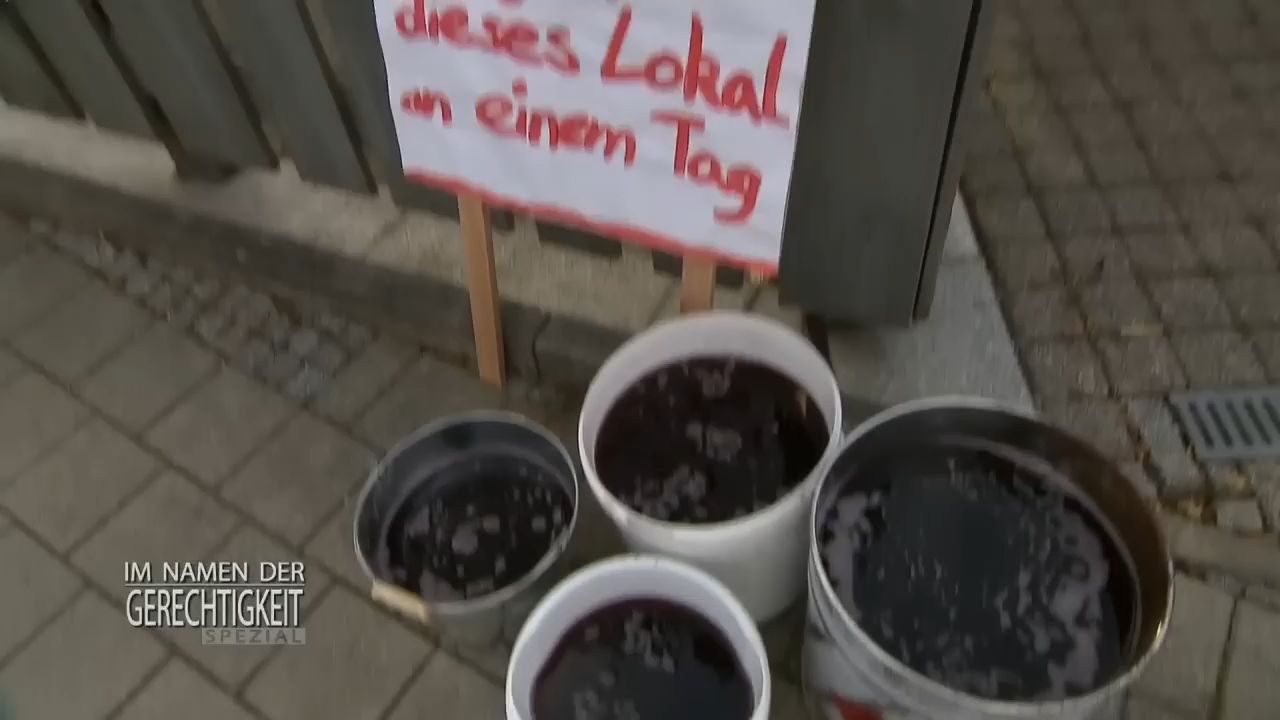 dieses Lokal
an einem Tag
IM NAMEN DER
GERECHTIGKEIT
SPEZIAL